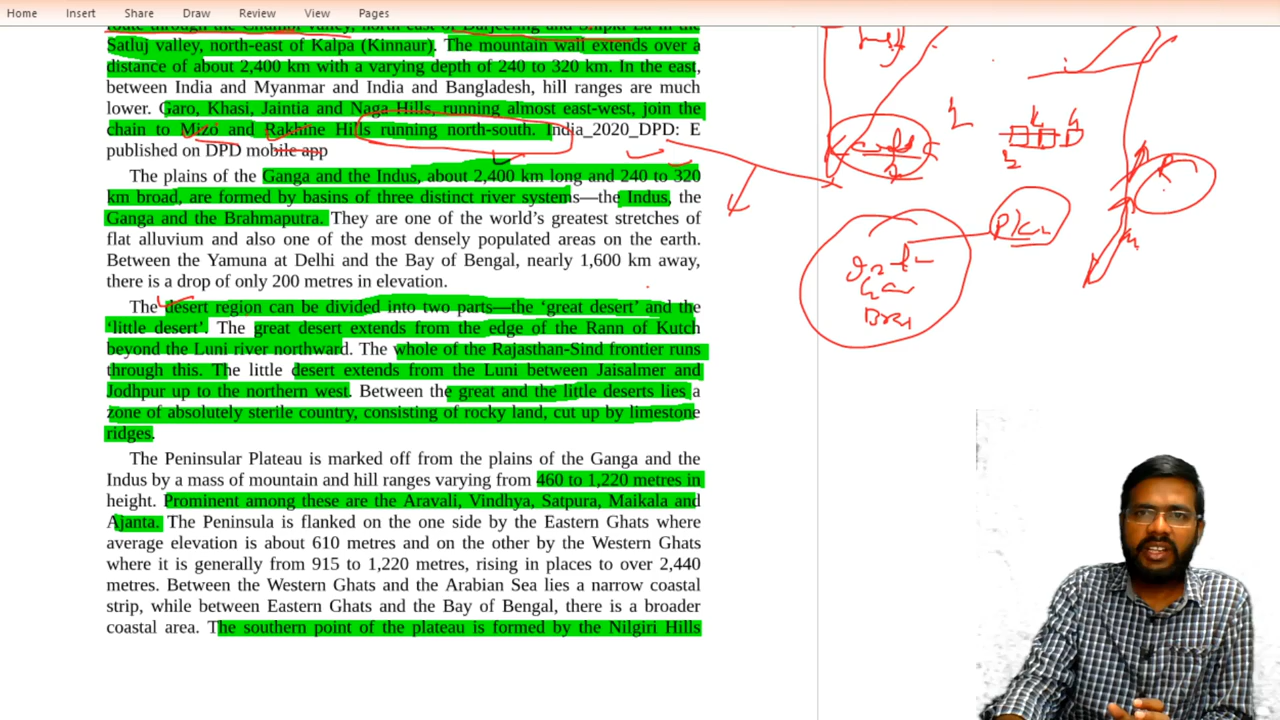 Home Insert Share Draw Review View Pages
route through the Chumbi valley, north-east of Darjeeling and Shipki La in the
Satluj valley, north-east of Kalpa (Kinnaur). The mountain wall extends over a
distance of about 2,400 km with a varying depth of 240 to 320 km. In the east,
between India and Myanmar and India and Bangladesh, hill ranges are much
lower. Garo, Khasi, Jaintia and Naga Hills, running almost east-west, join the
chain to Mizo and Rakhine Hills running north-south. India_2020_DPD: E
published on DPD mobile app
The plains of the Ganga and the Indus, about 2,400 km long and 240 to 320
km broad, are formed by basins of three distinct river systems—the Indus, the
Ganga and the Brahmaputra. They are one of the world's greatest stretches of
flat alluvium and also one of the most densely populated areas on the earth.
Between the Yamuna at Delhi and the Bay of Bengal, nearly 1,600 km away,
there is a drop of only 200 metres in elevation.
The desert region can be divided into two parts—the ‘great desert’ and the
‘little desert’. The great desert extends from the edge of the Rann of Kutch
beyond the Luni river northward. The whole of the Rajasthan-Sind frontier runs
through this. The little desert extends from the Luni between Jaisalmer and
Jodhpur up to the northern west. Between the great and the little deserts lies a
zone of absolutely sterile country, consisting of rocky land, cut up by limestone
ridges.
The Peninsular Plateau is marked off from the plains of the Ganga and the
Indus by a mass of mountain and hill ranges varying from 460 to 1,220 metres in
height. Prominent among these are the Aravali, Vindhya, Satpura, Maikala and
Ajanta. The Peninsula is flanked on the one side by the Eastern Ghats where
average elevation is about 610 metres and on the other by the Western Ghats
where it is generally from 915 to 1,220 metres, rising in places to over 2,440
metres. Between the Western Ghats and the Arabian Sea lies a narrow coastal
strip, while between Eastern Ghats and the Bay of Bengal, there is a broader
coastal area. The southern point of the plateau is formed by the Nilgiri Hills